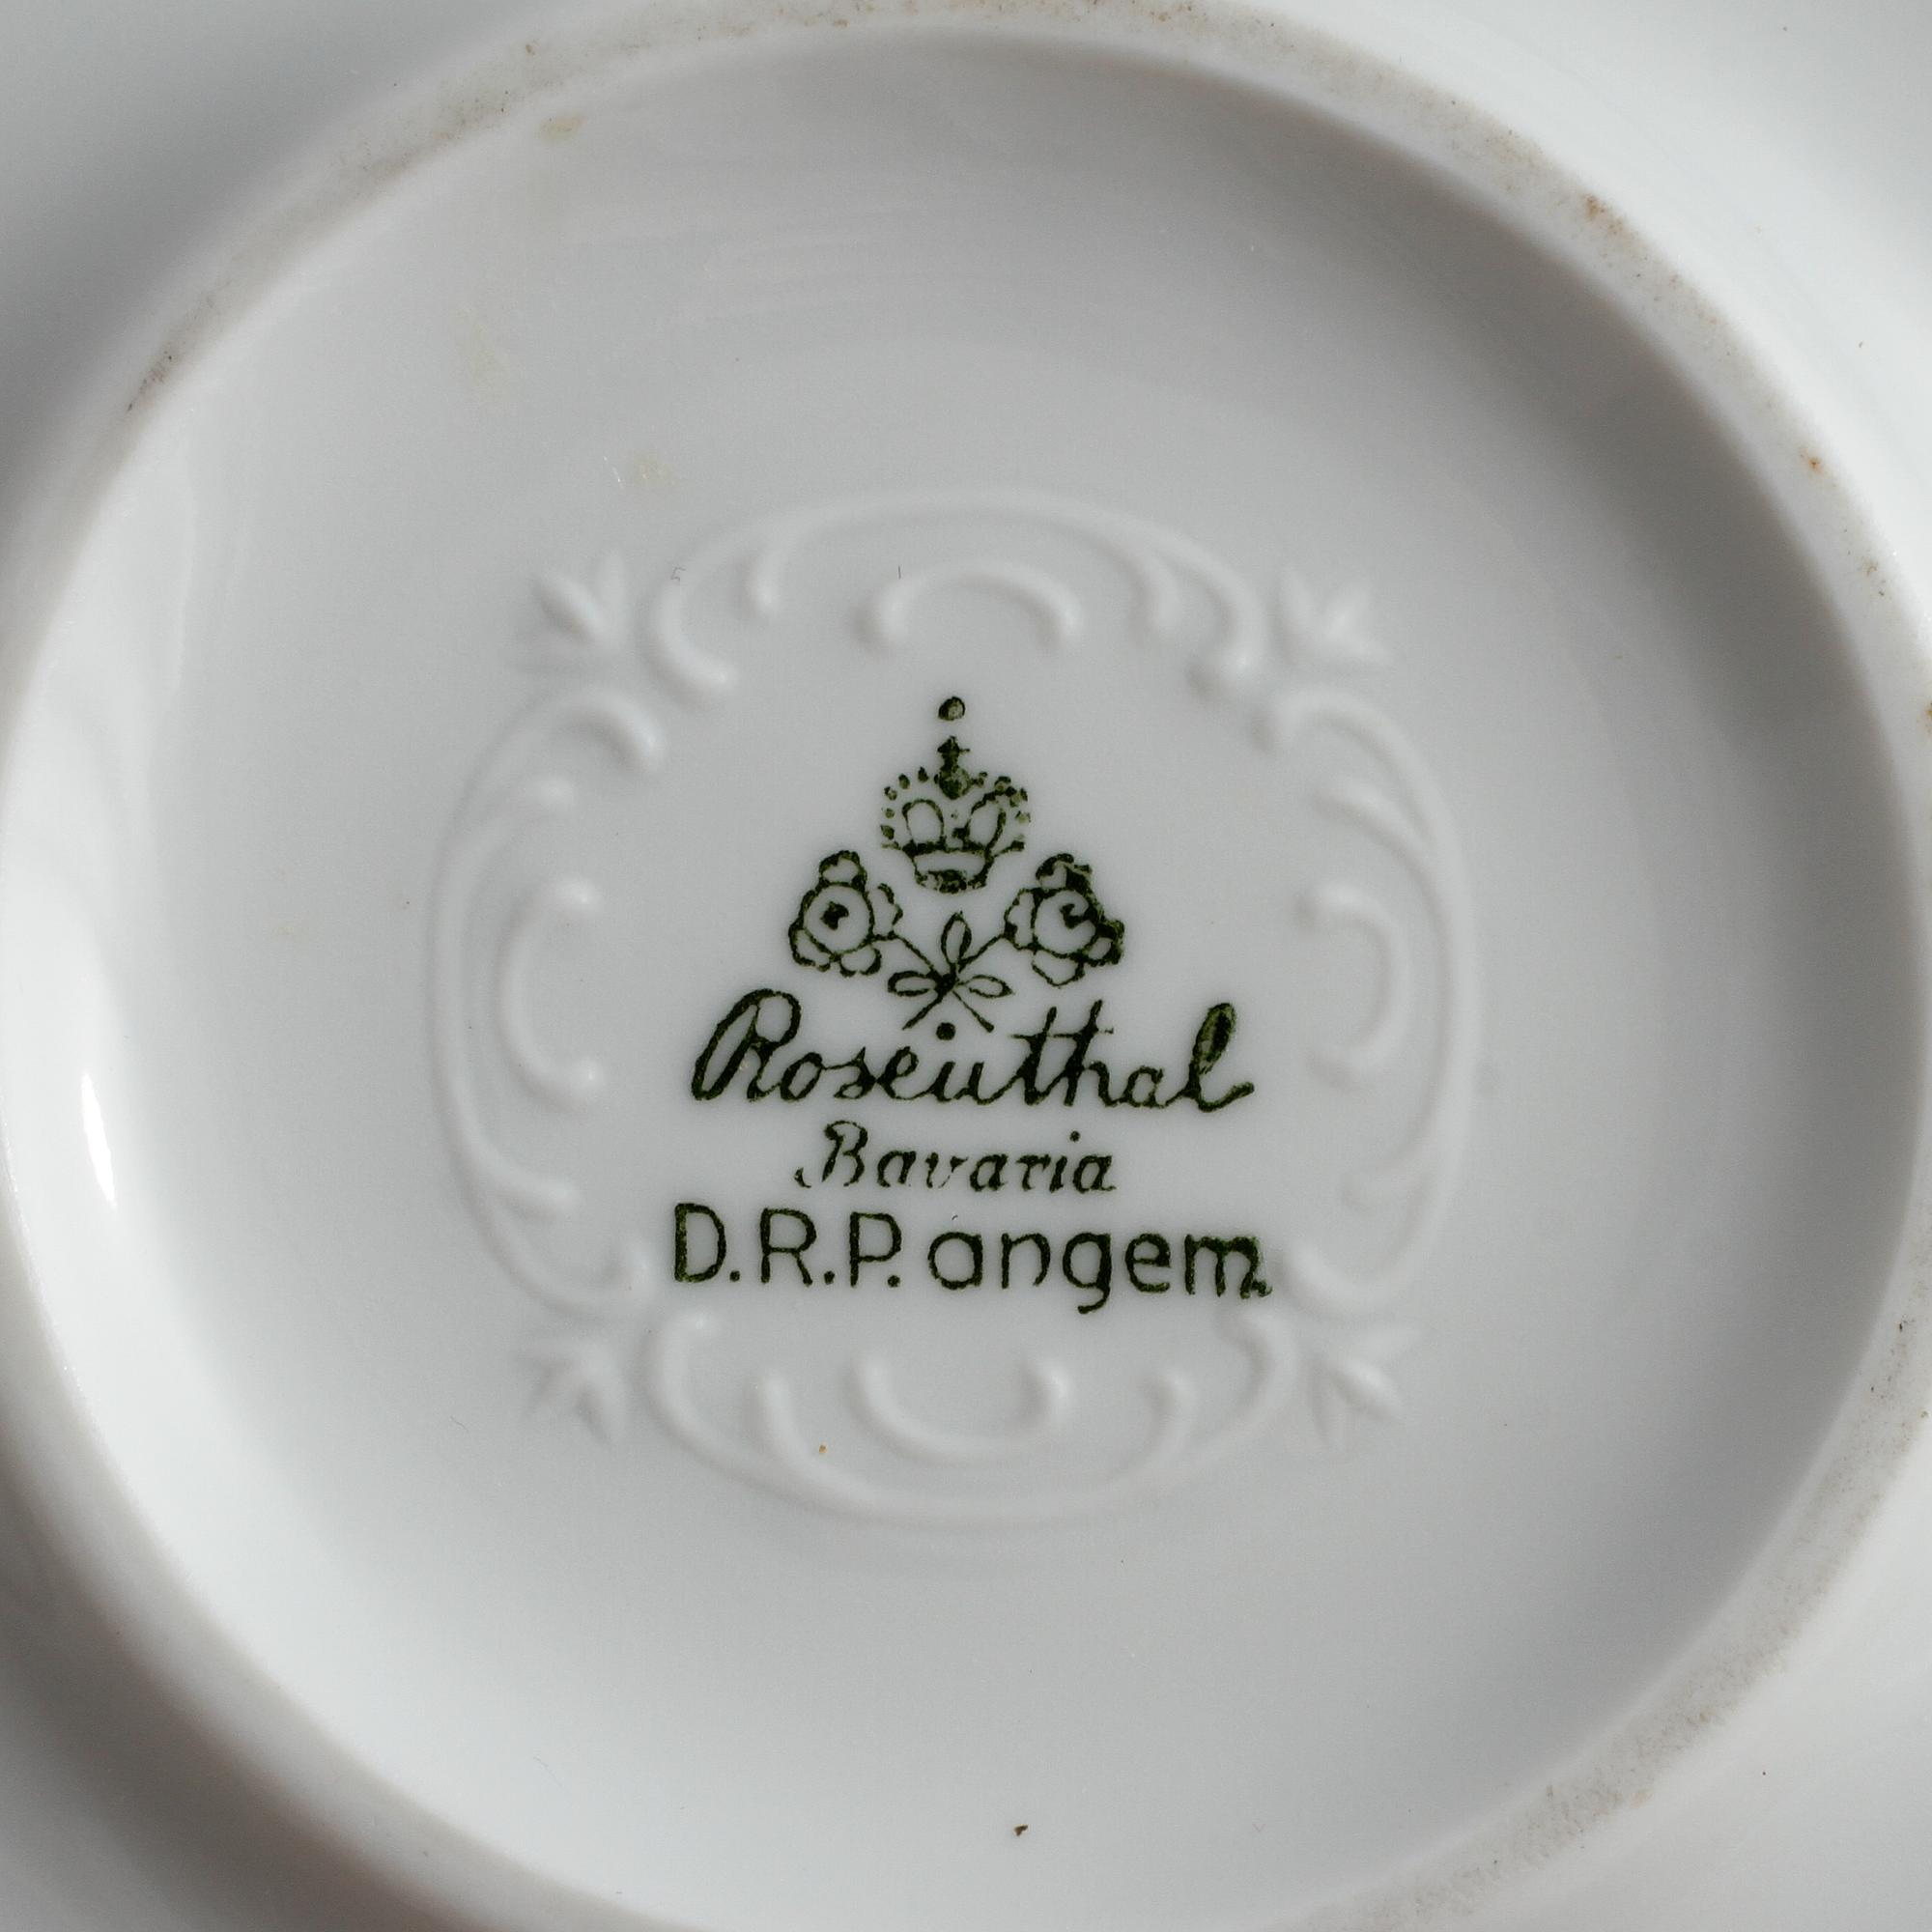 Rosenthal
Bavaria
D.R.P. angem.